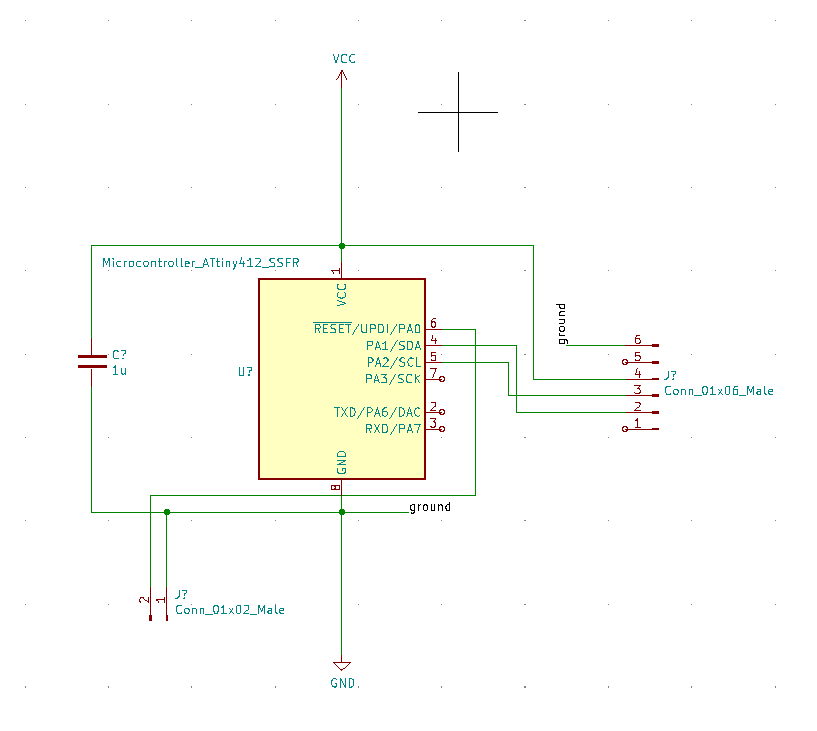 VCC
Microcontroller_ATtiny412_SSFR
1
VCC
RESET/UPDI/PA0
6
PA1/SDA
4
PA2/SCL
5
PA3/SCK
7
TXD/PA6/DAC
2
RXD/PA7
3
GND
8
U?
C?
1u
ground
6
5
4
3
2
1
J?
Conn_01x06_Male
ground
2
1
J?
Conn_01x02_Male
GND